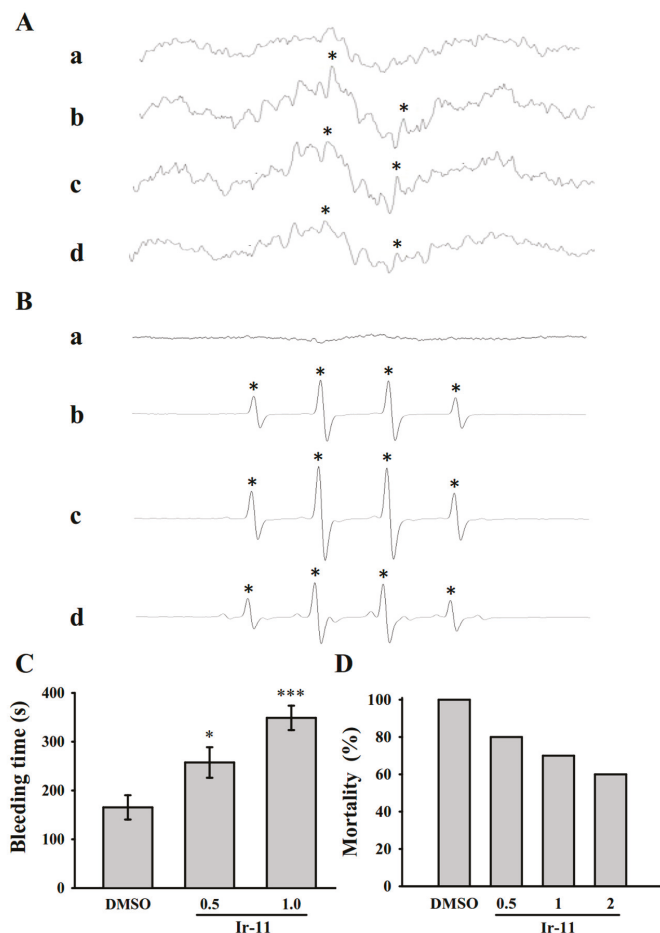 A
a
*
b
*
*
c
*
*
d
*
*
B
a
* * * *
b
* * * *
c
* * * *
d
C
D
Bleeding time (s)
400
300
200
100
0
*
***
DMSO 0.5 1.0
Ir-11
Mortality (%)
100
80
60
40
20
0
DMSO 0.5 1 2
Ir-11